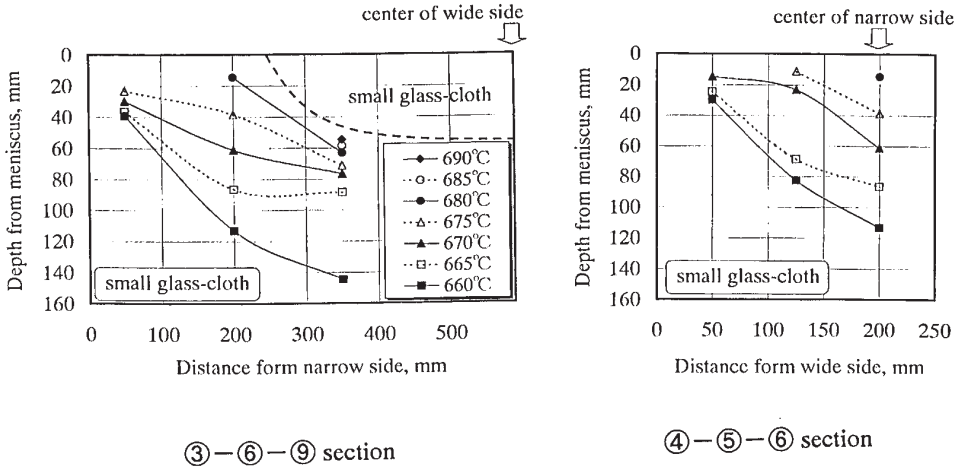 center of wide side
0
20
40
60
80
100
120
140
160
Depth from meniscus, mm
small glass-cloth
690°C
685°C
680°C
675°C
670°C
665°C
660°C
small glass-cloth
0 100 200 300 400 500
Distance form narrow side, mm
③-⑥-⑨ section
center of narrow side
0
20
40
60
80
100
120
140
160
Depth from meniscus, mm
small glass-cloth
0 50 100 150 200 250
Distance form wide side, mm
④-⑤-⑥ section